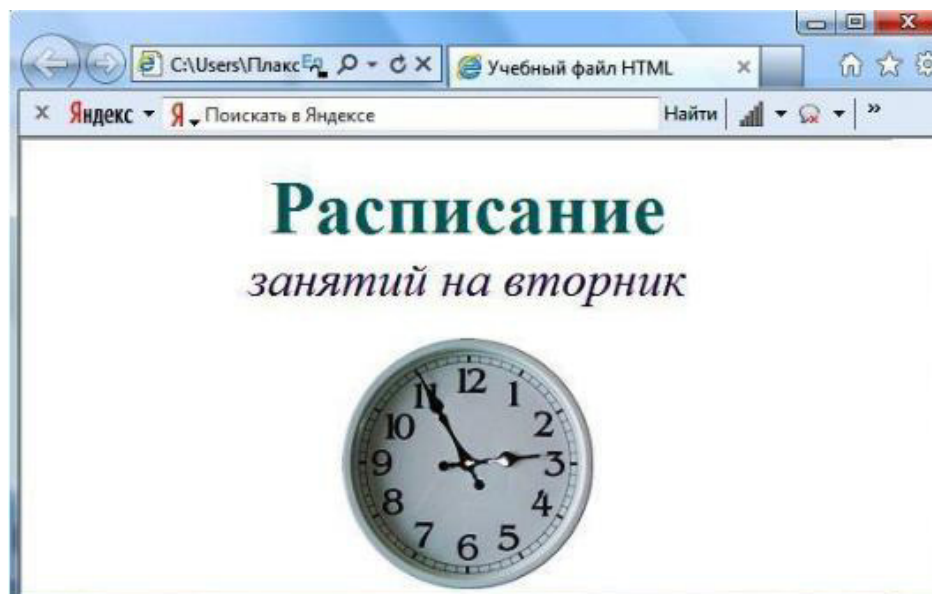 C:\Users\Плакс
Учебный файл HTML
Яндекс Я Поискать в Яндексе Найти
Расписание
занятий на вторник
12
11 1
10 2
9 3
8 4
7 5
6